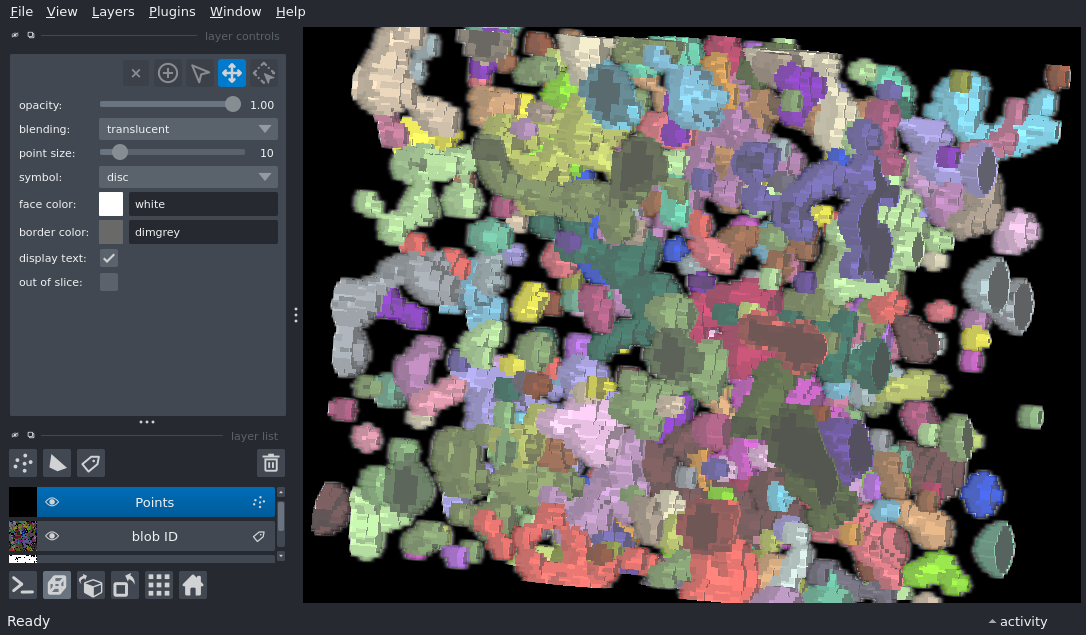 File View Layers Plugins Window Help
layer controls
opacity: 1.00
blending: translucent
point size: 10
symbol: disc
face color: white
border color: dimgrey
display text:
out of slice:
layer list
Points
blob ID
Ready
activity